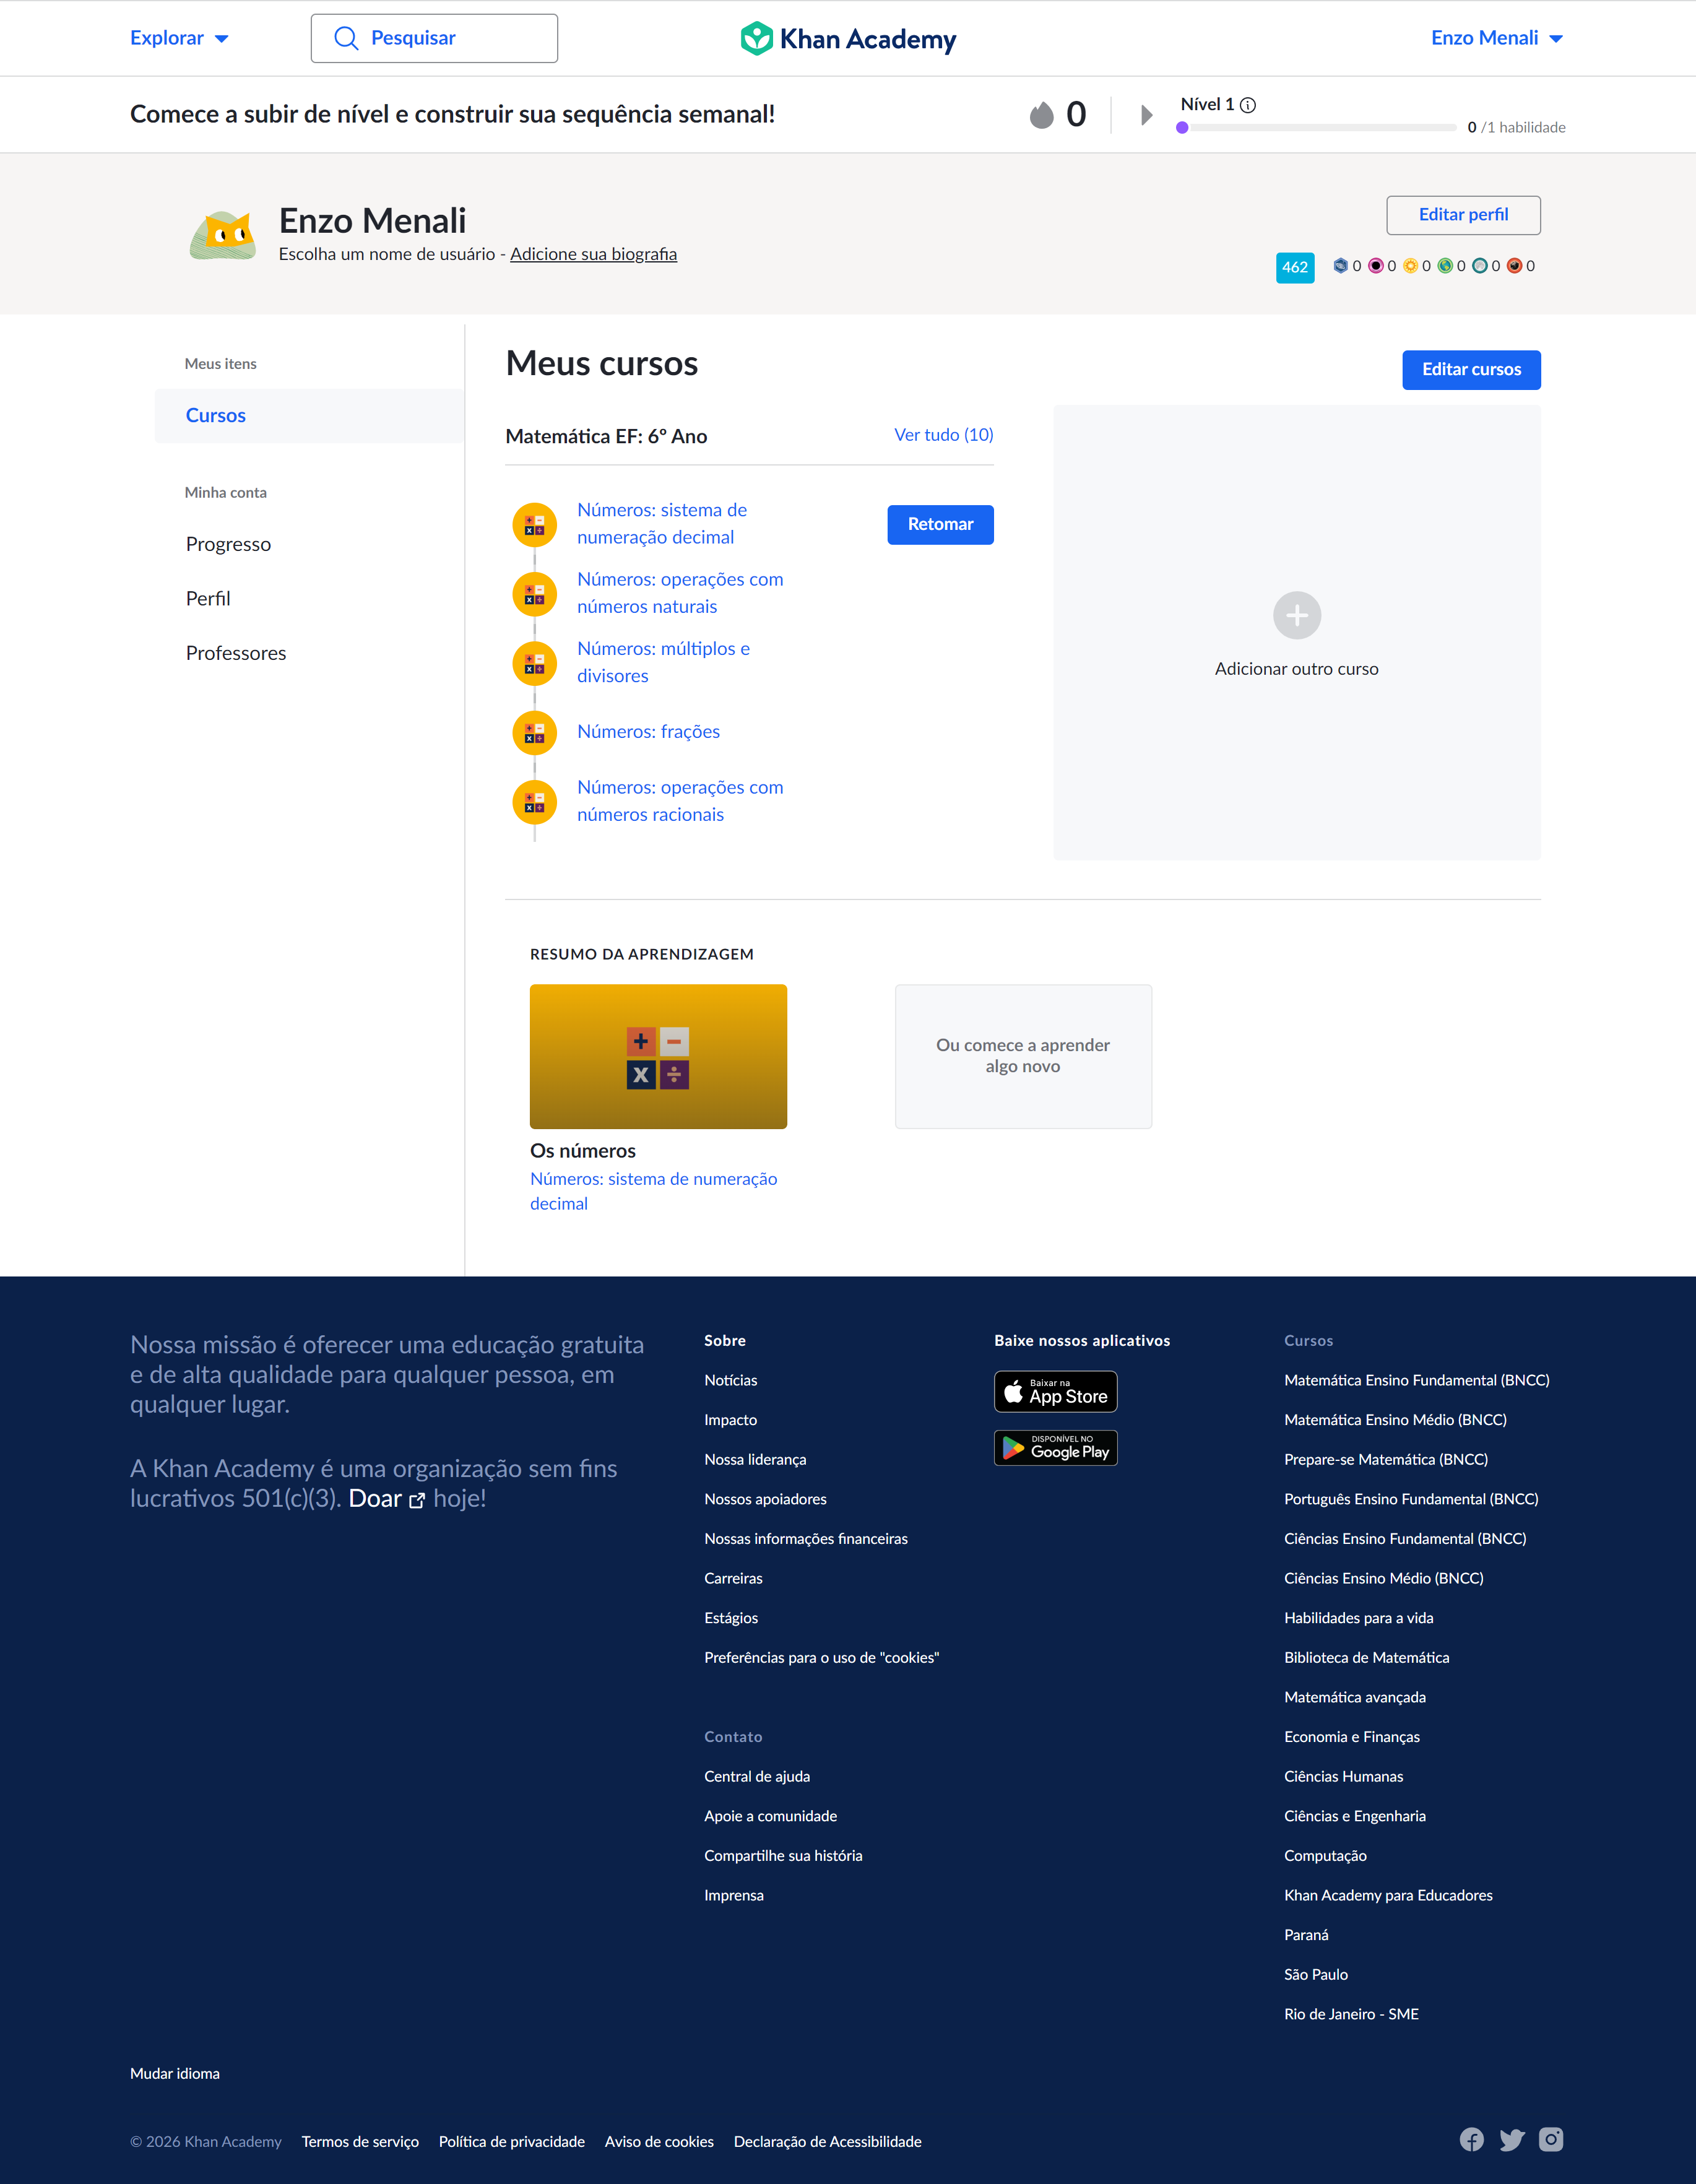 Explorar
Pesquisar
Khan Academy
Enzo Menali
Comece a subir de nível e construir sua sequência semanal!
0
Nível 1
0 /1 habilidade
Enzo Menali
Escolha um nome de usuário - Adicione sua biografia
Editar perfil
462
0 0 0 0 0 0
Meus itens
Cursos
Minha conta
Progresso
Perfil
Professores
Meus cursos
Editar cursos
Matemática EF: 6º Ano
Ver tudo (10)
Números: sistema de
numeração decimal
Retomar
Números: operações com
números naturais
Números: múltiplos e
divisores
Números: frações
Números: operações com
números racionais
Adicionar outro curso
RESUMO DA APRENDIZAGEM
Os números
Números: sistema de numeração
decimal
Ou comece a aprender
algo novo
Nossa missão é oferecer uma educação gratuita
e de alta qualidade para qualquer pessoa, em
qualquer lugar.
A Khan Academy é uma organização sem fins
lucrativos 501(c)(3). Doar hoje!
Sobre
Notícias
Impacto
Nossa liderança
Nossos apoiadores
Nossas informações financeiras
Carreiras
Estágios
Preferências para o uso de "cookies"
Contato
Central de ajuda
Apoie a comunidade
Compartilhe sua história
Imprensa
Baixe nossos aplicativos
Baixar na
App Store
DISPONÍVEL NO
Google Play
Cursos
Matemática Ensino Fundamental (BNCC)
Matemática Ensino Médio (BNCC)
Prepare-se Matemática (BNCC)
Português Ensino Fundamental (BNCC)
Ciências Ensino Fundamental (BNCC)
Ciências Ensino Médio (BNCC)
Habilidades para a vida
Biblioteca de Matemática
Matemática avançada
Economia e Finanças
Ciências Humanas
Ciências e Engenharia
Computação
Khan Academy para Educadores
Paraná
São Paulo
Rio de Janeiro - SME
Mudar idioma
© 2026 Khan Academy
Termos de serviço
Política de privacidade
Aviso de cookies
Declaração de Acessibilidade